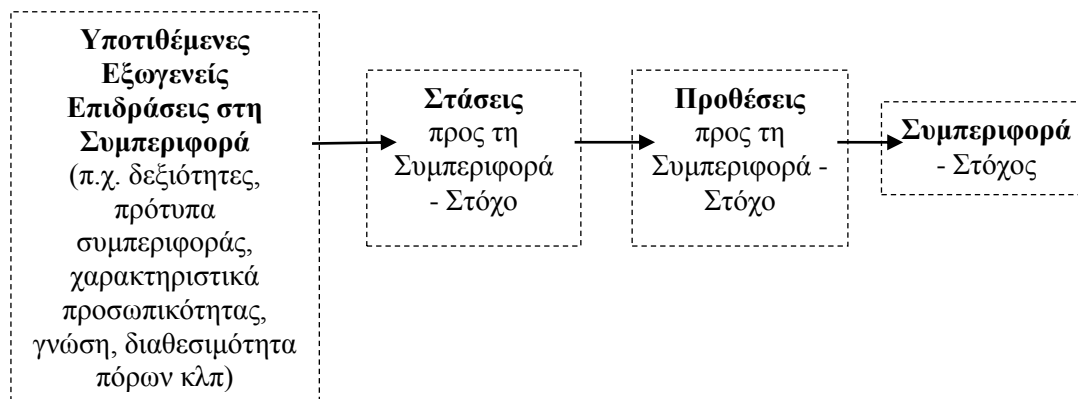 Υποτιθέμενες
Εξωγενείς
Επιδράσεις στη
Συμπεριφορά
(π.χ. δεξιότητες,
πρότυπα
συμπεριφοράς,
χαρακτηριστικά
προσωπικότητας,
γνώση, διαθεσιμότητα
πόρων κλπ)
Στάσεις
προς τη
Συμπεριφορά
- Στόχο
Προθέσεις
προς τη
Συμπεριφορά -
Στόχο
Συμπεριφορά
- Στόχος